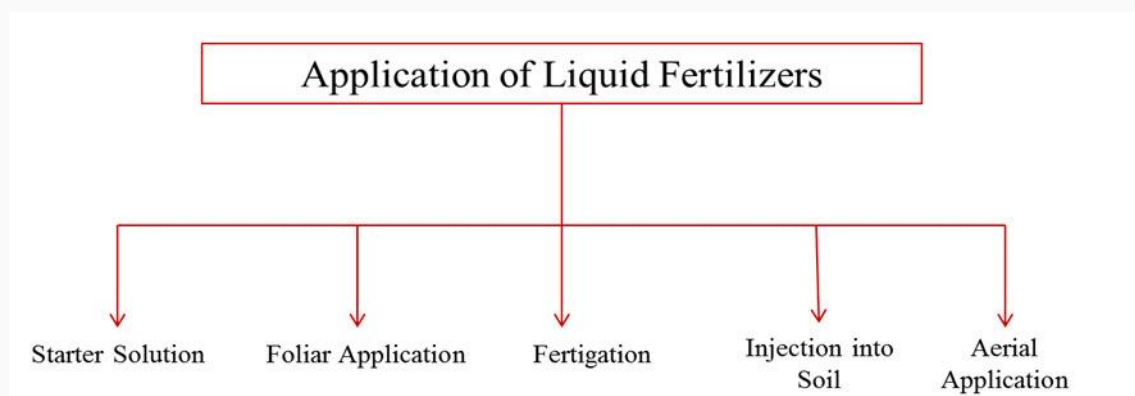 Application of Liquid Fertilizers
Starter Solution
Foliar Application
Fertigation
Injection into
Soil
Aerial
Application